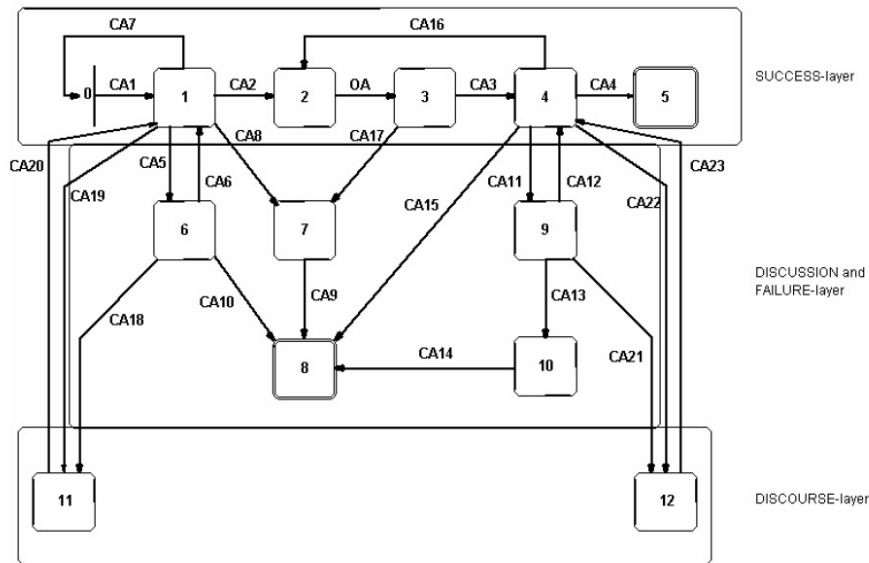 CA7
CA16
SUCCESS-layer
0
CA1
1
CA2
2
OA
3
CA3
4
CA4
5
CA20
CA19
CA5
CA6
CA8
CA17
CA15
CA11
CA12
CA22
CA23
6
7
9
DISCUSSION and
FAILURE-layer
CA18
CA10
CA9
CA13
CA21
8
CA14
10
11
12
DISCOURSE-layer